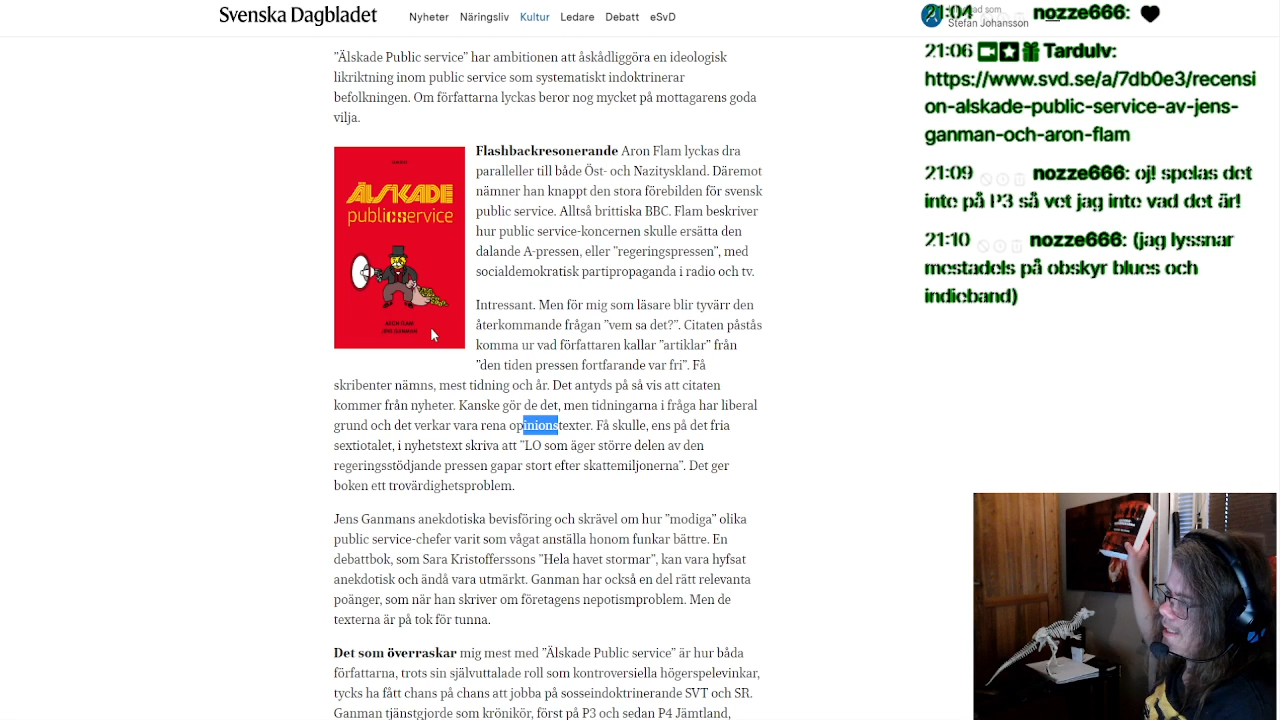 Svenska Dagbladet
Nyheter Näringsliv Kultur Ledare Debatt eSvD
Stefan Johansson
”Älskade Public service” har ambitionen att åskådliggöra en ideologisk
likriktning inom public service som systematiskt indoktrinerar
befolkningen. Om författarna lyckas beror nog mycket på mottagarens goda
vilja.
ÄLSKADE
publicservice
ARON FLAM
JENS GANMAN
Flashbackresonerande Aron Flam lyckas dra
paralleller till både Öst- och Nazityskland. Däremot
nämner han knappt den stora förebilden för svensk
public service. Alltså brittiska BBC. Flam beskriver
hur public service-koncernen skulle ersätta den
dalande A-pressen, eller ”regeringspressen”, med
socialdemokratisk partipropaganda i radio och tv.
Intressant. Men för mig som läsare blir tyvärr den
återkommande frågan ”vem sa det?”. Citaten påstås
komma ur vad författaren kallar ”artiklar” från
”den tiden pressen fortfarande var fri”. Få
skribenter nämns, mest tidning och år. Det antyds på så vis att citaten
kommer från nyheter. Kanske gör de det, men tidningarna i fråga har liberal
grund och det verkar vara rena opinionstexter. Få skulle, ens på det fria
sextiotalet, i nyhetstext skriva att ”LO som äger större delen av den
regeringsstödjande pressen gapar stort efter skattemiljonerna”. Det ger
boken ett trovärdighetsproblem.
Jens Ganmans anekdotiska bevisföring och skrävel om hur ”modiga” olika
public service-chefer varit som vågat anställa honom funkar bättre. En
debattbok, som Sara Kristofferssons ”Hela havet stormar”, kan vara hyfsat
anekdotisk och ändå vara utmärkt. Ganman har också en del rätt relevanta
poänger, som när han skriver om företagens nepotismproblem. Men de
texterna är på tok för tunna.
Det som överraskar mig mest med ”Älskade Public service” är hur båda
författarna, trots sin självuttalade roll som kontroversiella högerspelevinkar,
tycks ha fått chans på chans att jobba på sosseindoktrinerande SVT och SR.
Ganman tjänstgjorde som krönikör, först på P3 och sedan P4 Jämtland,
21:04 nozze666:
21:06 Tardulv:
https://www.svd.se/a/7db0e3/recensi
on-alskade-public-service-av-jens-
ganman-och-aron-flam
21:09 nozze666: oj! spelas det
inte på P3 så vet jag inte vad det är!
21:10 nozze666: (jag lyssnar
mestadels på obskyr blues och
indieband)